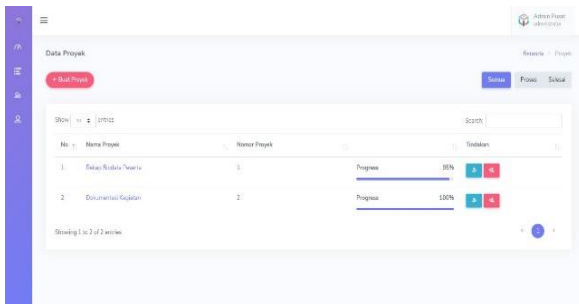 Admin Pusat
Data Proyek
Beranda
Proyek
+ Buat Proyek
Semua
Proses
Selesai
Show 10 entries
Search:
No
Nama Proyek
Nomor Proyek
Tindakan
1
Rekap Biodata Peserta
1
Progress 95%
2
Dokumentasi Kegiatan
2
Progress 100%
Showing 1 to 2 of 2 entries
1